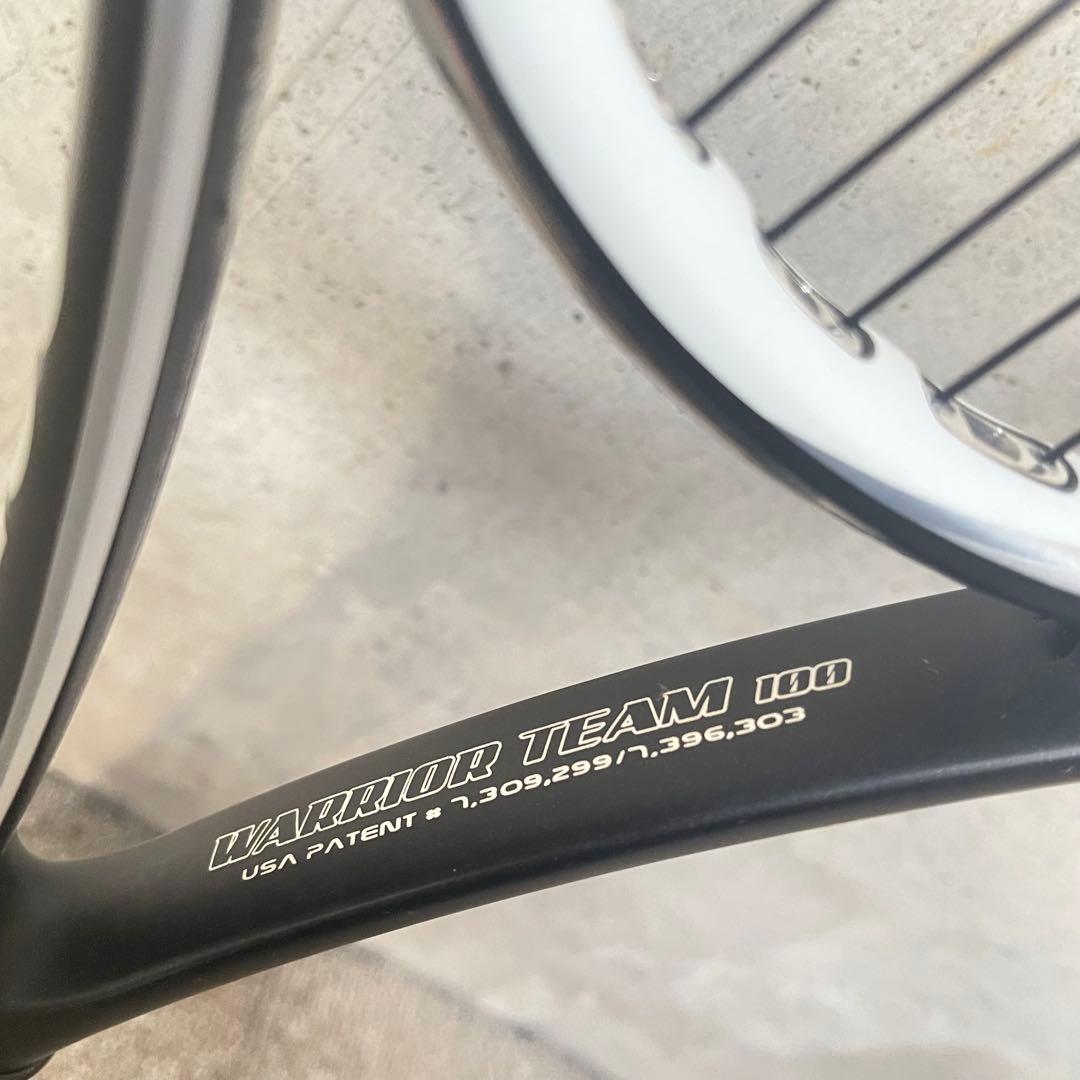 WARRIOR TEAM 100
USA PATENT # 7,309,299/7,396,303